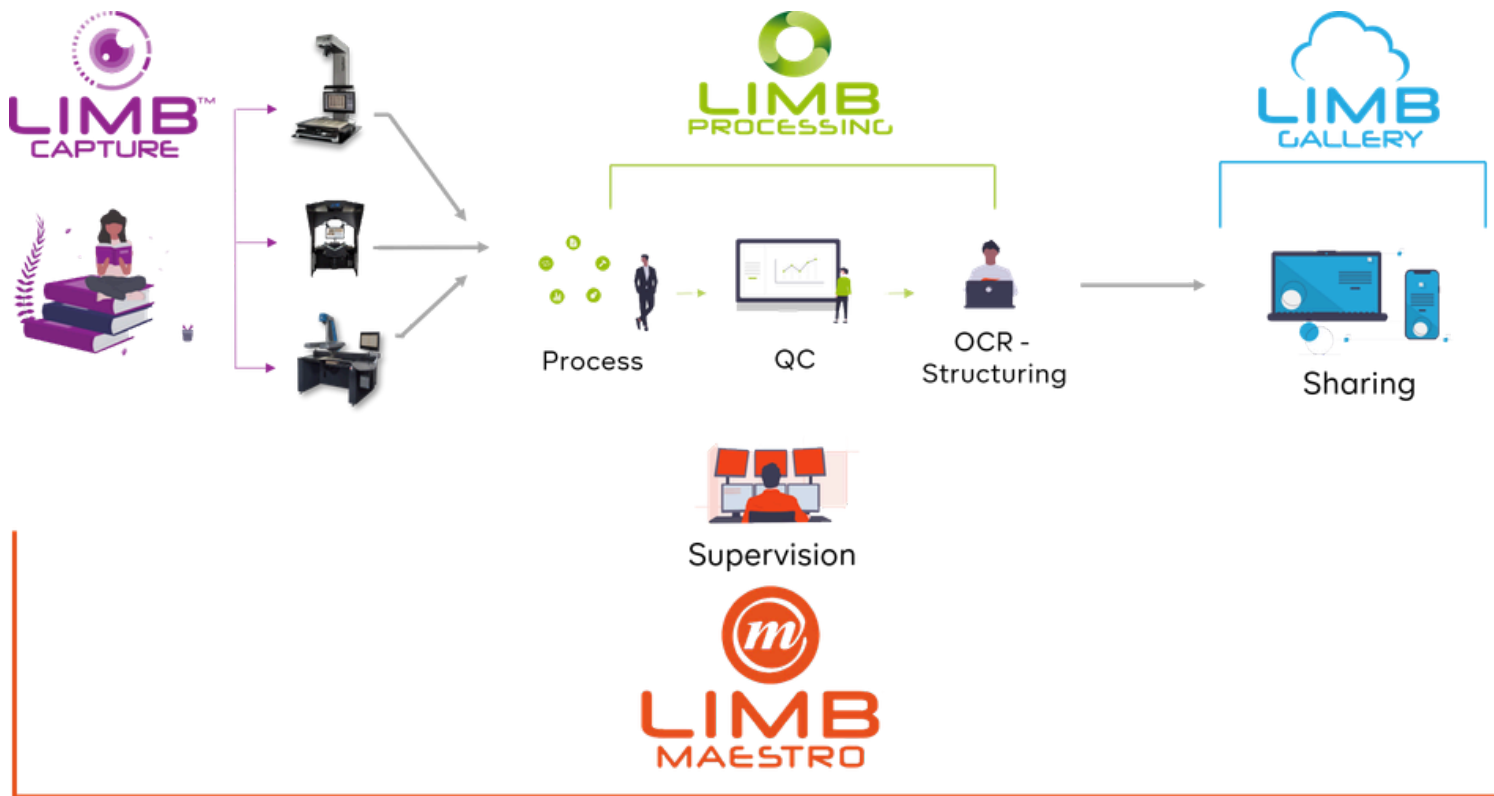 LIMB™
CAPTURE
LIMB
PROCESSING
LIMB
GALLERY
Process
QC
OCR -
Structuring
Sharing
Supervision
m
LIMB
MAESTRO